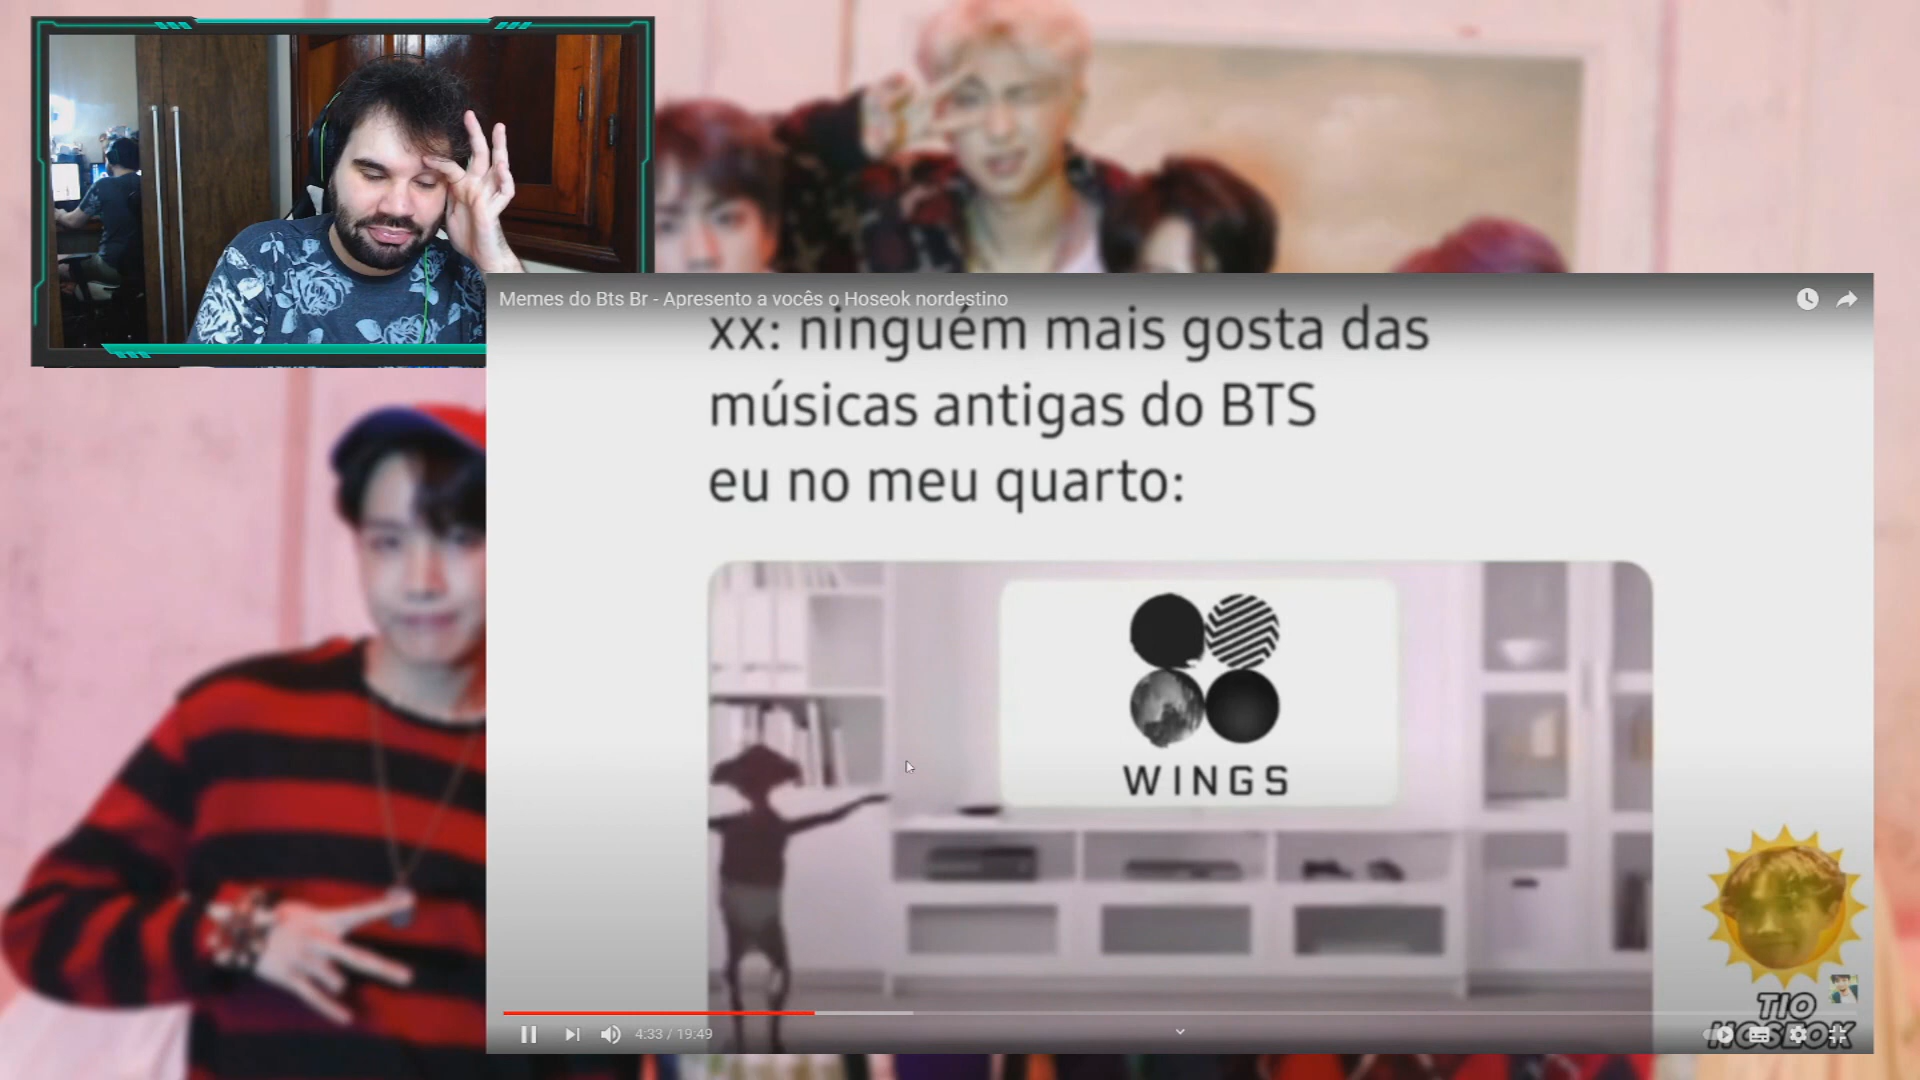 Memes do Bts Br - Apresento a vocês o Hoseok nordestino
xx: ninguém mais gosta das
músicas antigas do BTS
eu no meu quarto:
WINGS
TIO
HOSEOK
4:33 / 19:49